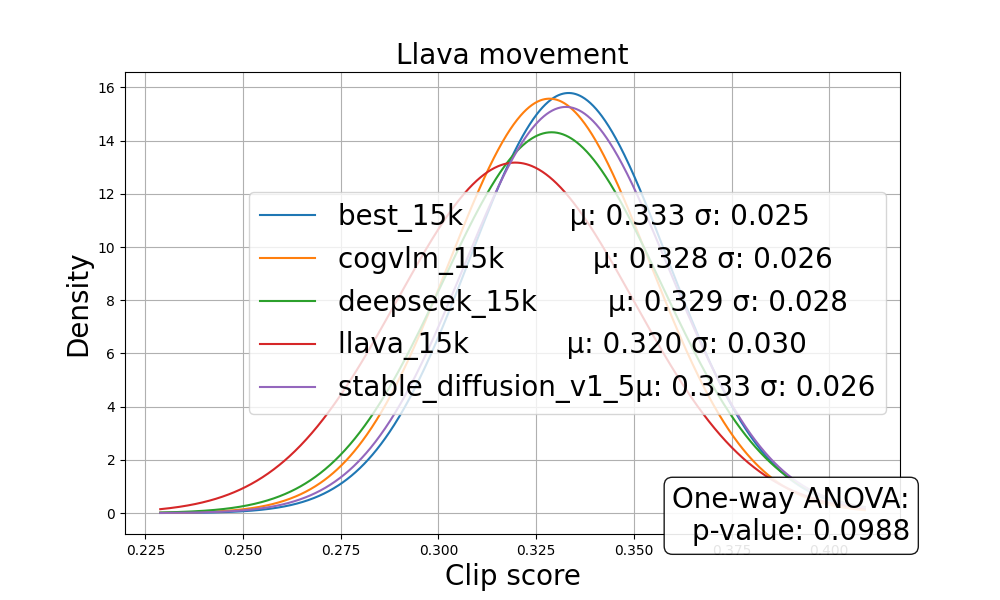 Llava movement
16
14
12
10
8
6
4
2
0
Density
best_15k μ: 0.333 σ: 0.025
cogvlm_15k μ: 0.328 σ: 0.026
deepseek_15k μ: 0.329 σ: 0.028
llava_15k μ: 0.320 σ: 0.030
stable_diffusion_v1_5μ: 0.333 σ: 0.026
One-way ANOVA:
p-value: 0.0988
0.225 0.250 0.275 0.300 0.325 0.350 0.375 0.400
Clip score